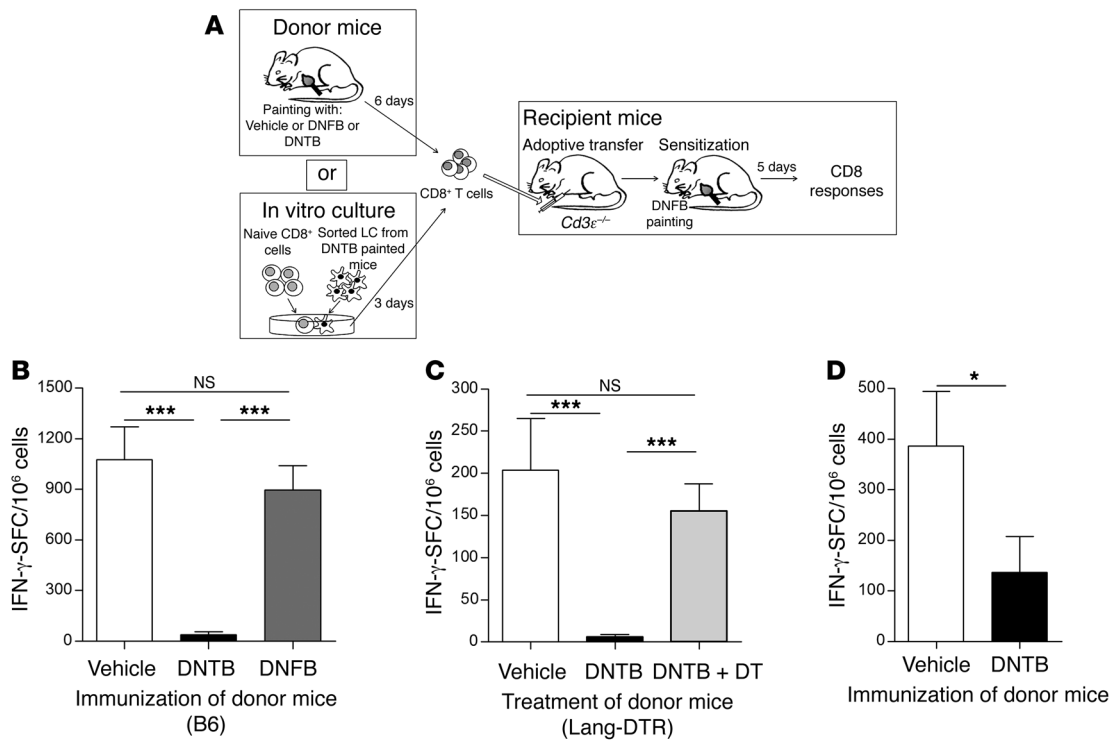 A
Donor mice
Painting with:
Vehicle or DNFB or
DNTB
6 days
or
In vitro culture
Naive CD8⁺
cells
Sorted LC from
DNTB painted
mice
3 days
CD8⁺ T cells
Recipient mice
Adoptive transfer
Cd3ε⁻/⁻
Sensitization
DNFB
painting
5 days
CD8
responses
B
IFN-γ-SFC/10⁶ cells
1500
1200
900
600
300
0
NS
***
***
Vehicle
DNTB
DNFB
Immunization of donor mice
(B6)
C
IFN-γ-SFC/10⁶ cells
300
250
200
150
100
50
0
NS
***
***
Vehicle
DNTB
DNTB + DT
Treatment of donor mice
(Lang-DTR)
D
IFN-γ-SFC/10⁶ cells
500
400
300
200
100
0
*
Vehicle
DNTB
Immunization of donor mice